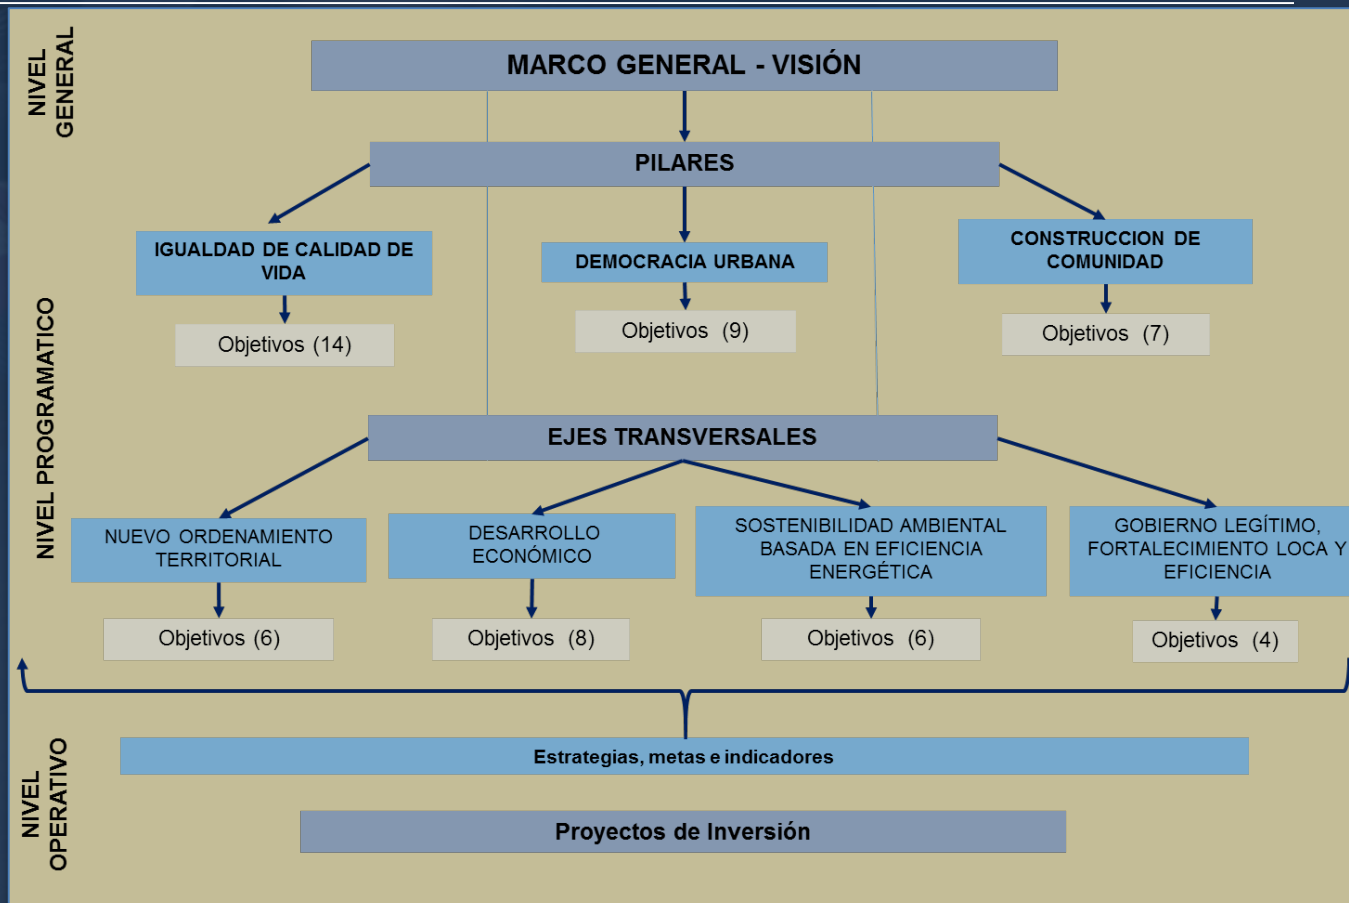 NIVEL
GENERAL
MARCO GENERAL - VISIÓN
PILARES
IGUALDAD DE CALIDAD DE
VIDA
DEMOCRACIA URBANA
CONSTRUCCION DE
COMUNIDAD
Objetivos (14)
Objetivos (9)
Objetivos (7)
NIVEL PROGRAMATICO
EJES TRANSVERSALES
NUEVO ORDENAMIENTO
TERRITORIAL
DESARROLLO
ECONÓMICO
SOSTENIBILIDAD AMBIENTAL
BASADA EN EFICIENCIA
ENERGÉTICA
GOBIERNO LEGÍTIMO,
FORTALECIMIENTO LOCA Y
EFICIENCIA
Objetivos (6)
Objetivos (8)
Objetivos (6)
Objetivos (4)
NIVEL
OPERATIVO
Estrategias, metas e indicadores
Proyectos de Inversión